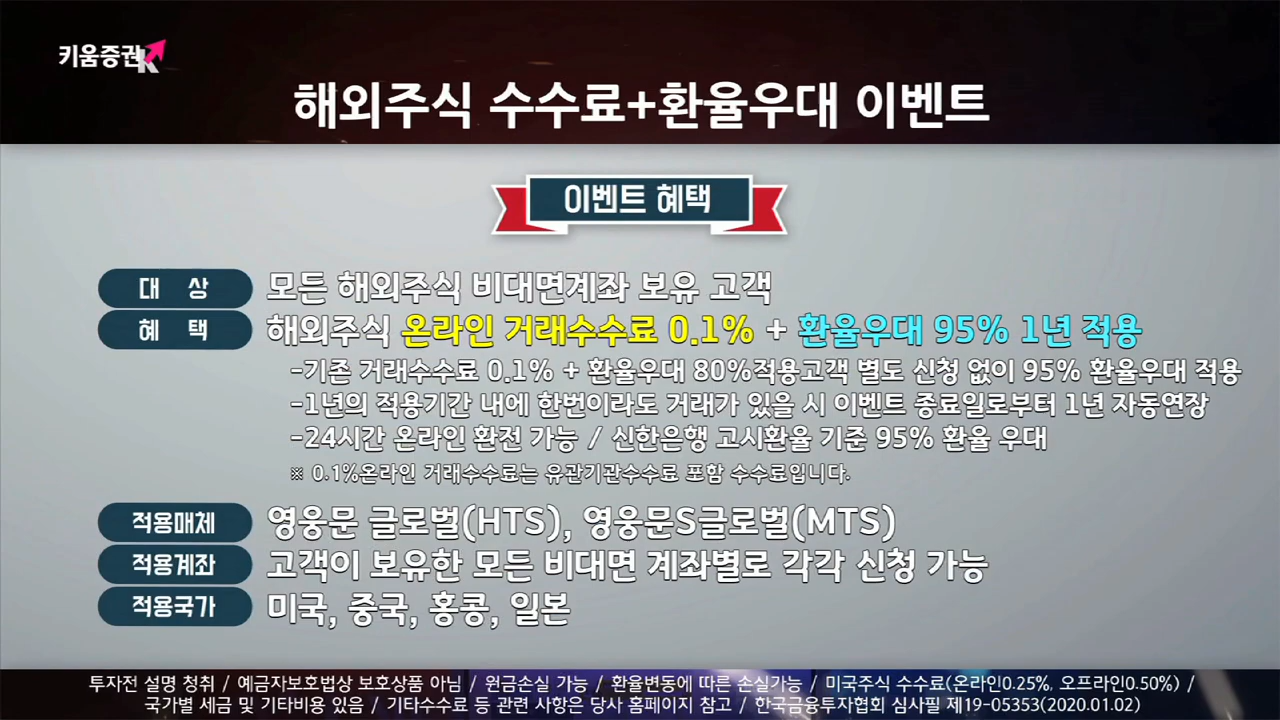 키움증권
해외주식 수수료+환율우대 이벤트
이벤트 혜택
대 상 모든 해외주식 비대면계좌 보유 고객
혜 택 해외주식 온라인 거래수수료 0.1% + 환율우대 95% 1년 적용
-기존 거래수수료 0.1% + 환율우대 80%적용고객 별도 신청 없이 95% 환율우대 적용
-1년의 적용기간 내에 한번이라도 거래가 있을 시 이벤트 종료일로부터 1년 자동연장
-24시간 온라인 환전 가능 / 신한은행 고시환율 기준 95% 환율 우대
※ 0.1%온라인 거래수수료는 유관기관수수료 포함 수수료입니다.
적용매체 영웅문 글로벌(HTS), 영웅문S글로벌(MTS)
적용계좌 고객이 보유한 모든 비대면 계좌별로 각각 신청 가능
적용국가 미국, 중국, 홍콩, 일본
투자전 설명 청취 / 예금자보호법상 보호상품 아님 / 원금손실 가능 / 환율변동에 따른 손실가능 / 미국주식 수수료(온라인0.25%, 오프라인0.50%) /
국가별 세금 및 기타비용 있음 / 기타수수료 등 관련 사항은 당사 홈페이지 참고 / 한국금융투자협회 심사필 제19-05353(2020.01.02)